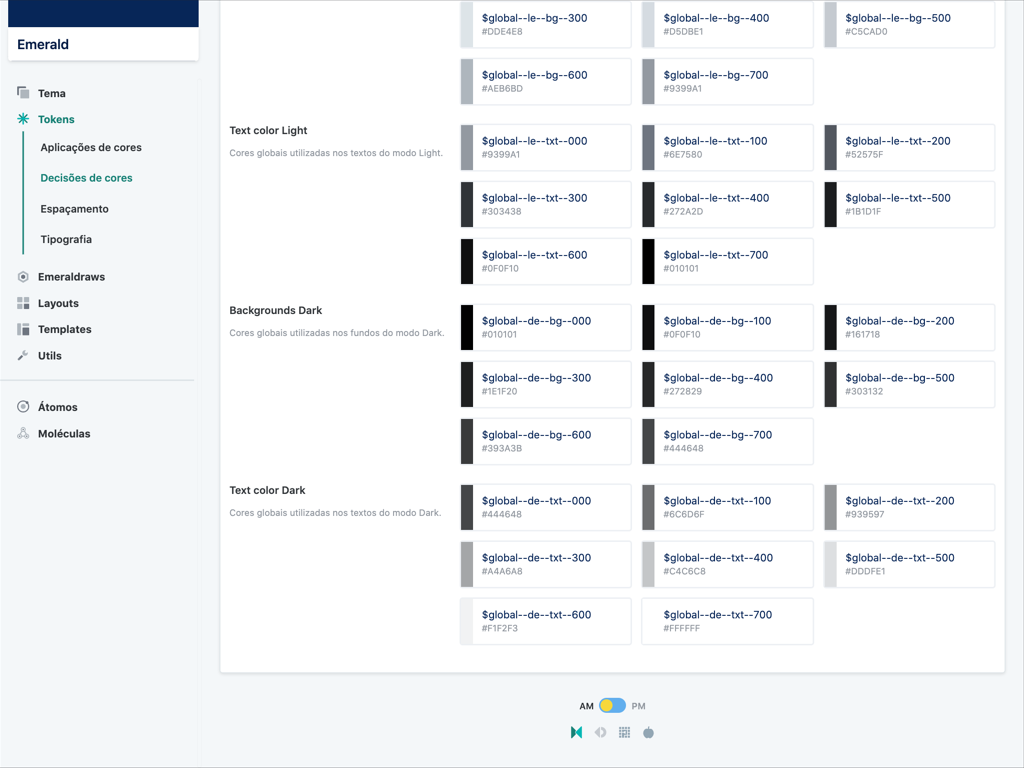 Emerald
Tema
Tokens
Aplicações de cores
Decisões de cores
Espaçamento
Tipografia
Emeraldraws
Layouts
Templates
Utils
Átomos
Moléculas
$global--le--bg--300
#DDE4E8
$global--le--bg--400
#D5DBE1
$global--le--bg--500
#C5CAD0
$global--le--bg--600
#AEB6BD
$global--le--bg--700
#9399A1
Text color Light
Cores globais utilizadas nos textos do modo Light.
$global--le--txt--000
#9399A1
$global--le--txt--100
#6E7580
$global--le--txt--200
#52575F
$global--le--txt--300
#303438
$global--le--txt--400
#272A2D
$global--le--txt--500
#1B1D1F
$global--le--txt--600
#0F0F10
$global--le--txt--700
#010101
Backgrounds Dark
Cores globais utilizadas nos fundos do modo Dark.
$global--de--bg--000
#010101
$global--de--bg--100
#0F0F10
$global--de--bg--200
#161718
$global--de--bg--300
#1E1F20
$global--de--bg--400
#272829
$global--de--bg--500
#303132
$global--de--bg--600
#393A3B
$global--de--bg--700
#444648
Text color Dark
Cores globais utilizadas nos textos do modo Dark.
$global--de--txt--000
#444648
$global--de--txt--100
#6C6D6F
$global--de--txt--200
#939597
$global--de--txt--300
#A4A6A8
$global--de--txt--400
#C4C6C8
$global--de--txt--500
#DDDFE1
$global--de--txt--600
#F1F2F3
$global--de--txt--700
#FFFFFF
AM
PM